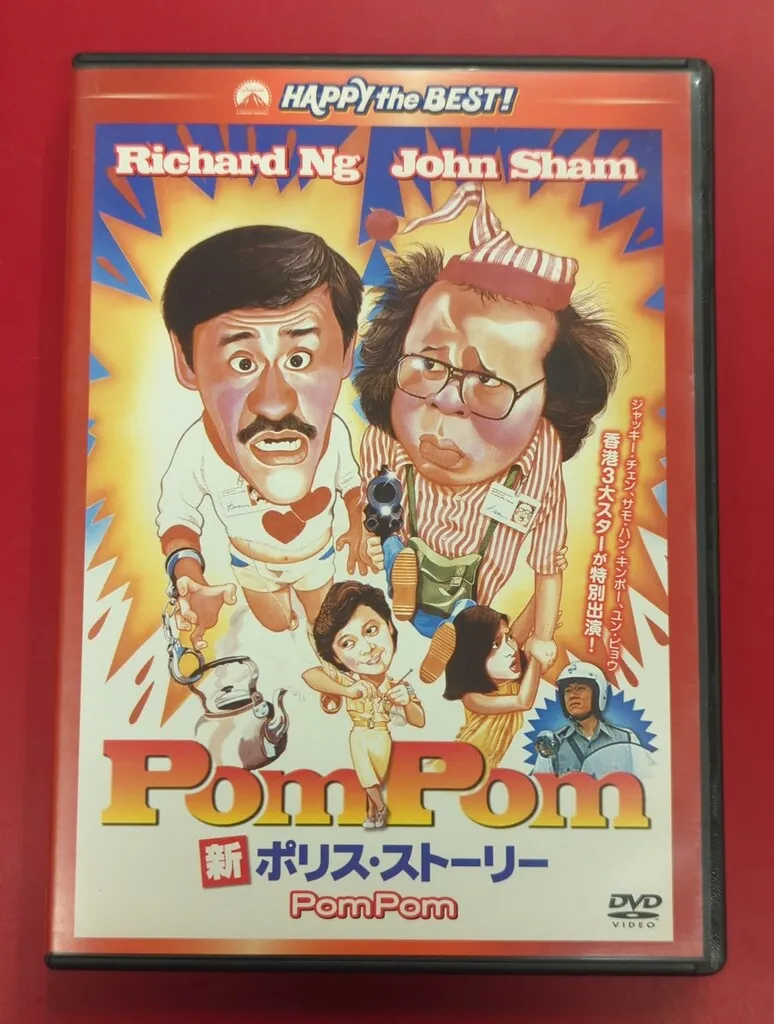 HAPPY the BEST!
Richard Ng John Sham
ジャッキー・チェン、サモ・ハン・キンポー、ユン・ピョウ
香港3大スターが特別出演!
PomPom
新 ポリス・ストーリー
PomPom
DVD
VIDEO